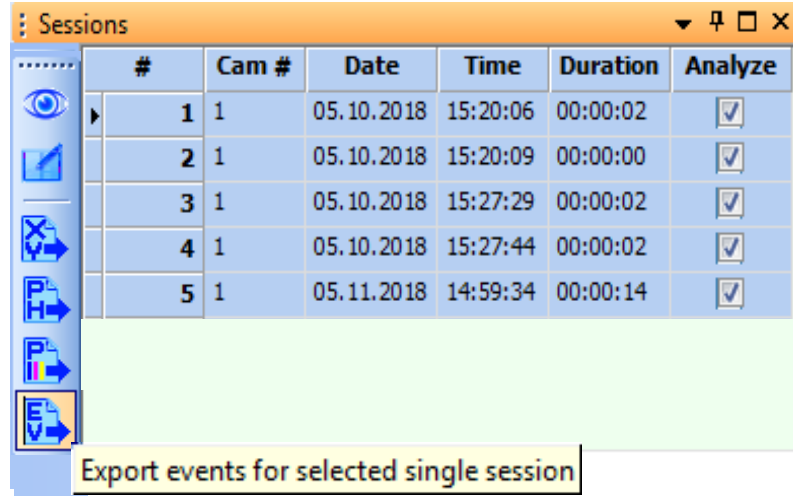 Sessions
# Cam # Date Time Duration Analyze
1 1 05.10.2018 15:20:06 00:00:02
2 1 05.10.2018 15:20:09 00:00:00
3 1 05.10.2018 15:27:29 00:00:02
X V
4 1 05.10.2018 15:27:44 00:00:02
P H
5 1 05.11.2018 14:59:34 00:00:14
P
E V
Export events for selected single session